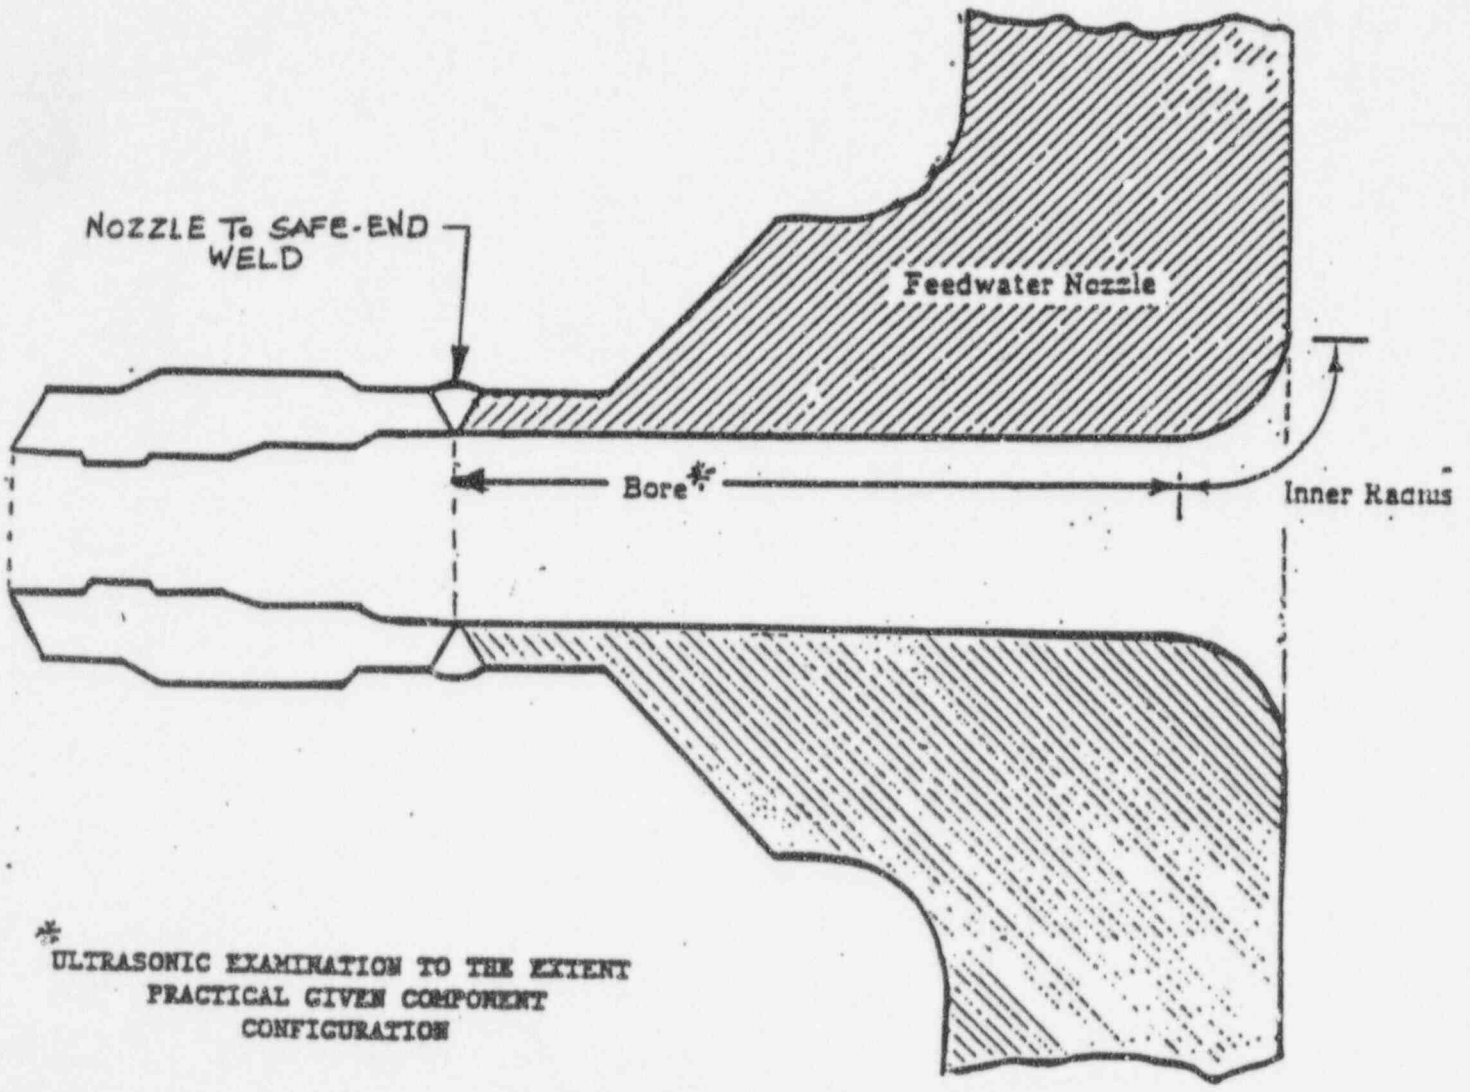 NOZZLE To SAFE-END
WELD
Feedwater Nozzle
Bore*
Inner Radius
*
ULTRASONIC EXAMINATION TO THE EXTENT
PRACTICAL GIVEN COMPONENT
CONFIGURATION